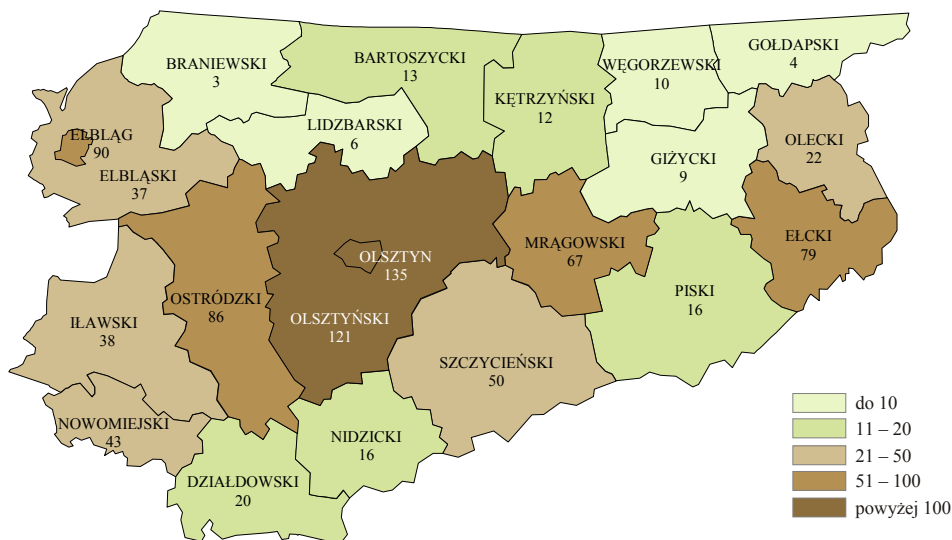 BRANIEWSKI
3
BARTOSZYCKI
13
KĘTRZYŃSKI
12
WĘGORZEWSKI
10
GOŁDAPSKI
4
ELBLĄG
90
ELBLĄSKI
37
LIDZBARSKI
6
GIŻYCKI
9
OLECKI
22
OLSZTYN
135
OLSZTYŃSKI
121
MRĄGOWSKI
67
EŁCKI
79
OSTRÓDZKI
86
PISKI
16
IŁAWSKI
38
SZCZYCIEŃSKI
50
NOWOMIEJSKI
43
NIDZICKI
16
DZIAŁDOWSKI
20
do 10
11 – 20
21 – 50
51 – 100
powyżej 100